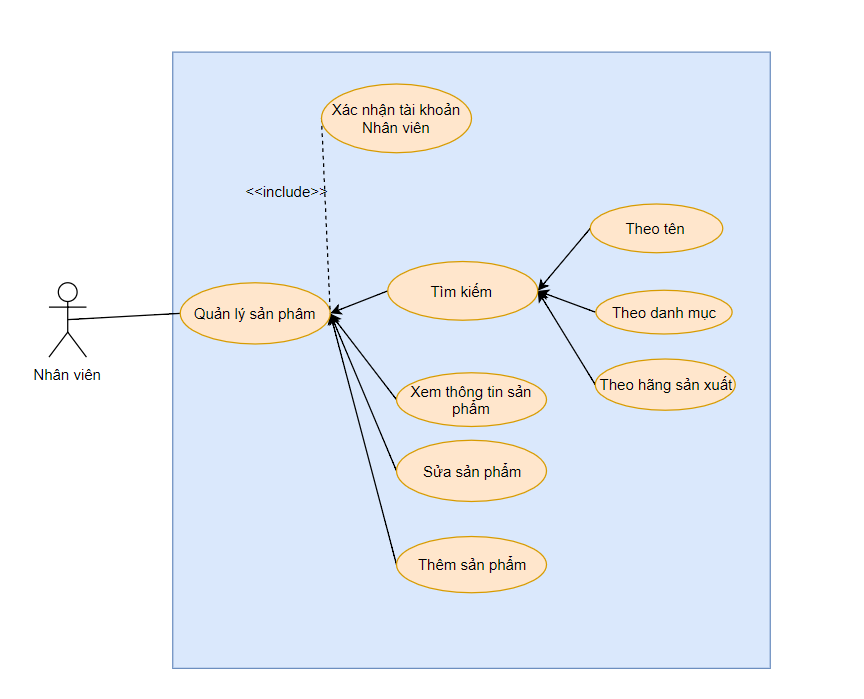 Xác nhận tài khoản
Nhân viên
<<include>>
Theo tên
Tìm kiếm
Quản lý sản phâm
Theo danh mục
Nhân viên
Theo hãng sản xuất
Xem thông tin sản
phẩm
Sửa sản phẩm
Thêm sản phẩm